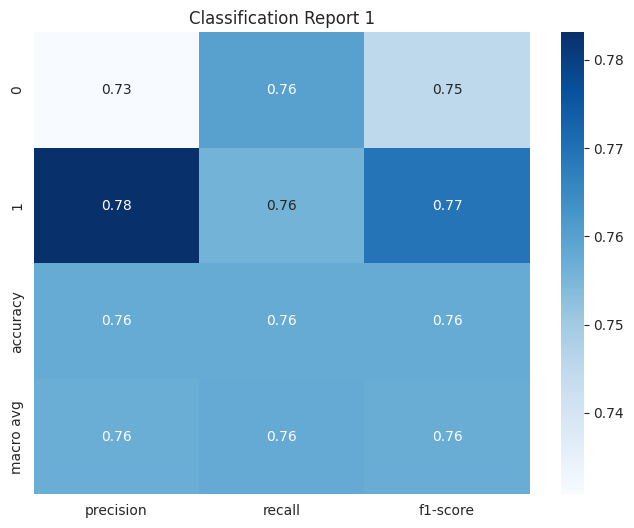 Classification Report 1
0 0.73 0.76 0.75
1 0.78 0.76 0.77
accuracy 0.76 0.76 0.76
macro avg 0.76 0.76 0.76
precision recall f1-score
0.78
0.77
0.76
0.75
0.74